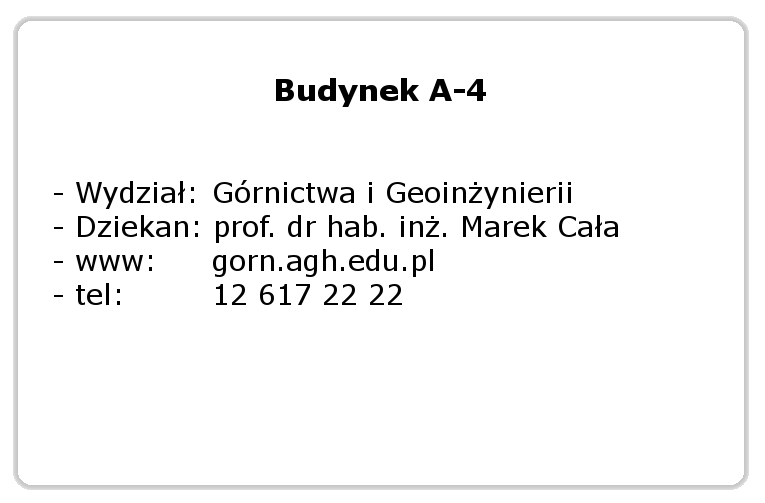 Budynek A-4
- Wydział: Górnictwa i Geoinżynierii
- Dziekan: prof. dr hab. inż. Marek Cała
- www: gorn.agh.edu.pl
- tel: 12 617 22 22